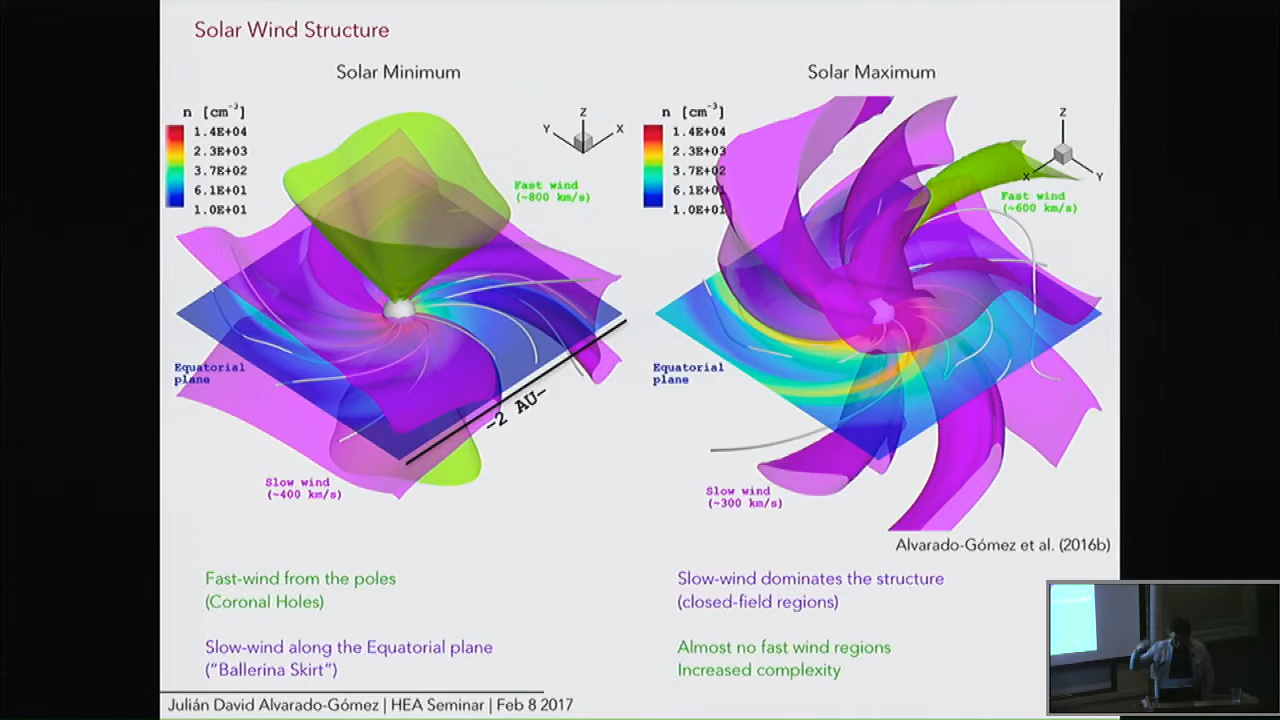 Solar Wind Structure
Solar Minimum
n [cm⁻³]
1.4E+04
2.3E+03
3.7E+02
6.1E+01
1.0E+01
Z
Y
X
Fast wind
(~800 km/s)
Equatorial
plane
-2 AU-
Slow wind
(~400 km/s)
Fast-wind from the poles
(Coronal Holes)
Slow-wind along the Equatorial plane
("Ballerina Skirt")
Solar Maximum
n [cm⁻³]
1.4E+04
2.3E+03
3.7E+02
6.1E+01
1.0E+01
Z
X
Y
Fast wind
(~600 km/s)
Equatorial
plane
Slow wind
(~300 km/s)
Alvarado-Gómez et al. (2016b)
Slow-wind dominates the structure
(closed-field regions)
Almost no fast wind regions
Increased complexity
Julián David Alvarado-Gómez | HEA Seminar | Feb 8 2017